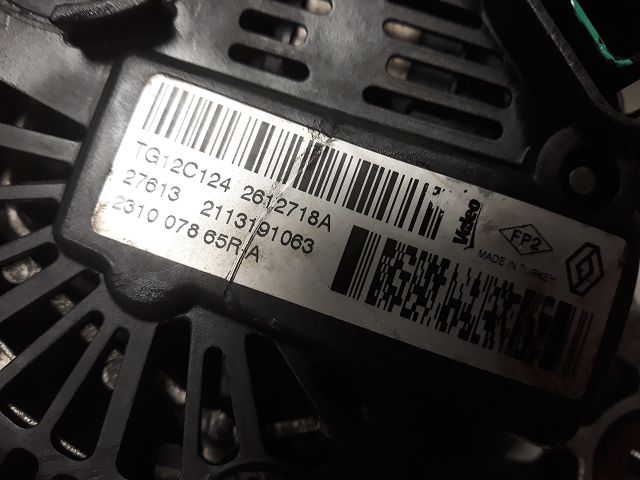 TG12C124 2612718A
27613 2113191063
2310 078 65R A
Valeo
FP2
MADE IN TURKEY